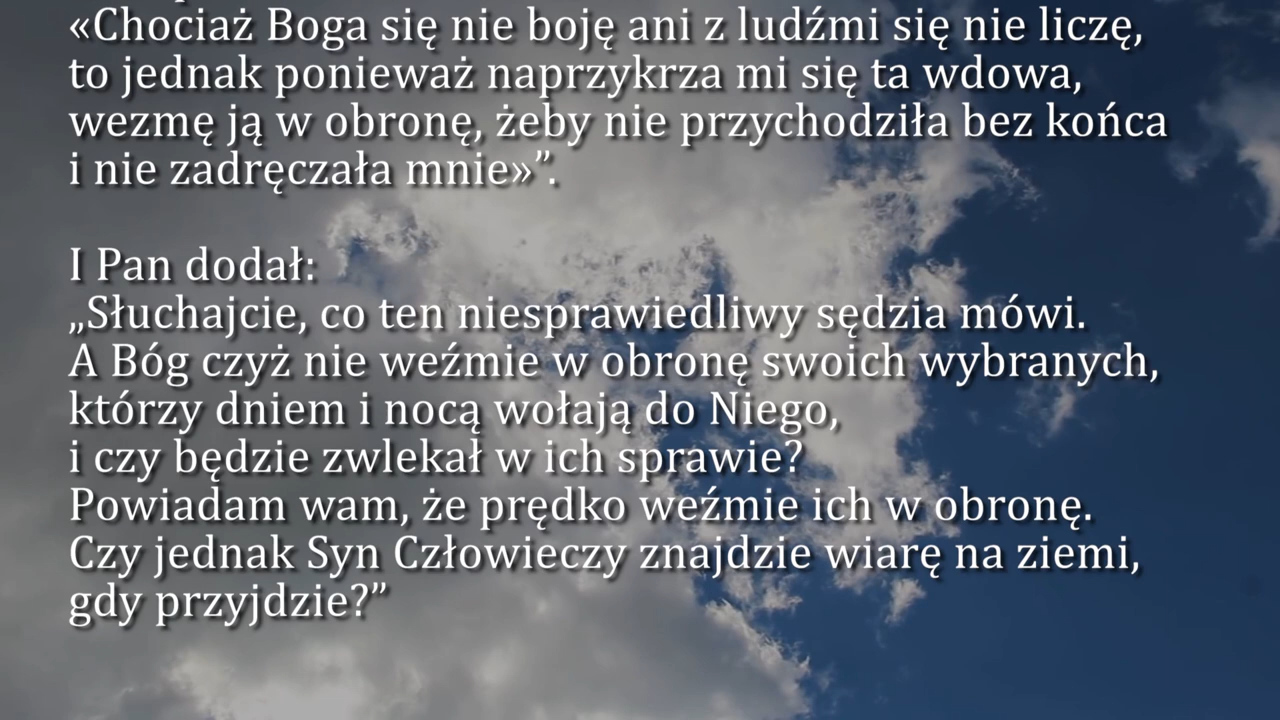 «Chociaż Boga się nie boję ani z ludźmi się nie liczę,
to jednak ponieważ naprzykrza mi się ta wdowa,
wezmę ją w obronę, żeby nie przychodziła bez końca
i nie zadręczała mnie»”.
I Pan dodał:
„Słuchajcie, co ten niesprawiedliwy sędzia mówi.
A Bóg czyż nie weźmie w obronę swoich wybranych,
którzy dniem i nocą wołają do Niego,
i czy będzie zwlekał w ich sprawie?
Powiadam wam, że prędko weźmie ich w obronę.
Czy jednak Syn Człowieczy znajdzie wiarę na ziemi,
gdy przyjdzie?”